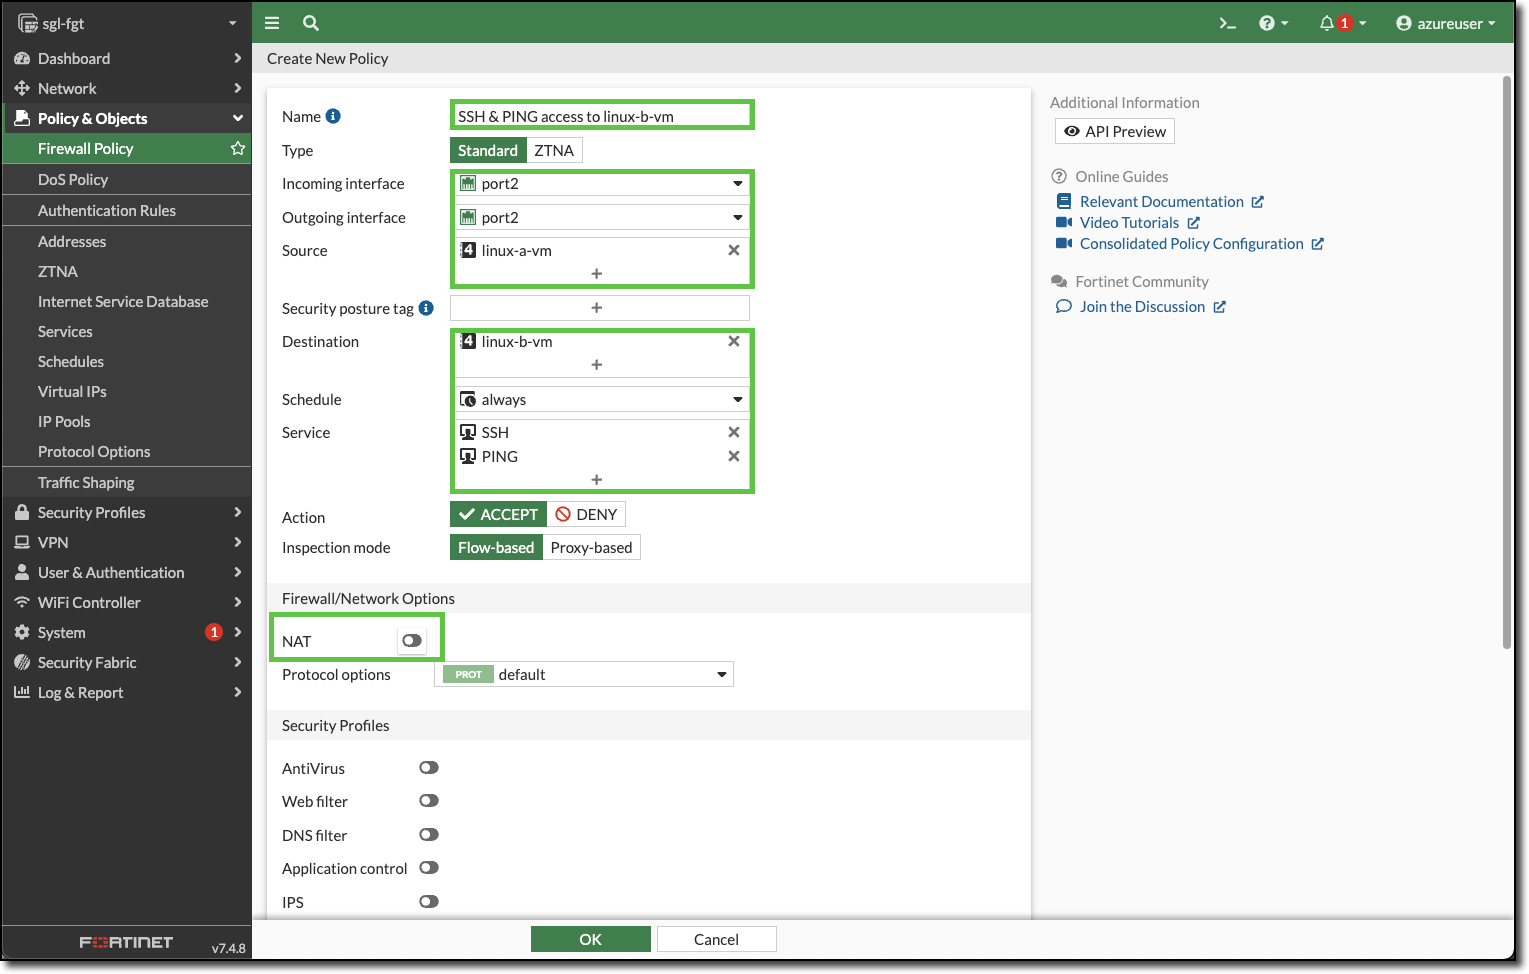 sgl-fgt
1
azureuser
Dashboard
Network
Policy & Objects
Firewall Policy
DoS Policy
Authentication Rules
Addresses
ZTNA
Internet Service Database
Services
Schedules
Virtual IPs
IP Pools
Protocol Options
Traffic Shaping
Security Profiles
VPN
User & Authentication
WiFi Controller
System 1
Security Fabric
Log & Report
FORTINET v7.4.8
Create New Policy
Name SSH & PING access to linux-b-vm
Type Standard ZTNA
Incoming interface port2
Outgoing interface port2
Source 4 linux-a-vm
+
Security posture tag +
Destination 4 linux-b-vm
+
Schedule always
Service SSH
PING
+
Action ACCEPT DENY
Inspection mode Flow-based Proxy-based
Firewall/Network Options
NAT
Protocol options PROT default
Security Profiles
AntiVirus
Web filter
DNS filter
Application control
IPS
OK Cancel
Additional Information
API Preview
Online Guides
Relevant Documentation
Video Tutorials
Consolidated Policy Configuration
Fortinet Community
Join the Discussion